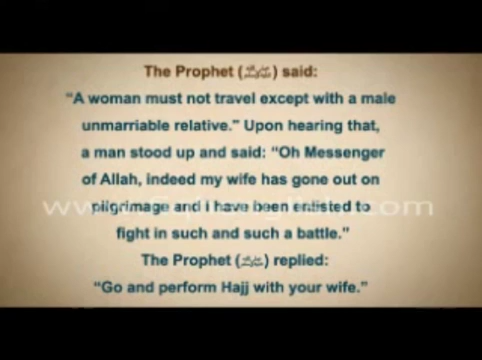 The Prophet (ﷺ) said:
“A woman must not travel except with a male
unmarriable relative.” Upon hearing that,
a man stood up and said: “Oh Messenger
of Allah, indeed my wife has gone out on
pilgrimage and I have been enlisted to
fight in such and such a battle.”
The Prophet (ﷺ) replied:
“Go and perform Hajj with your wife.”